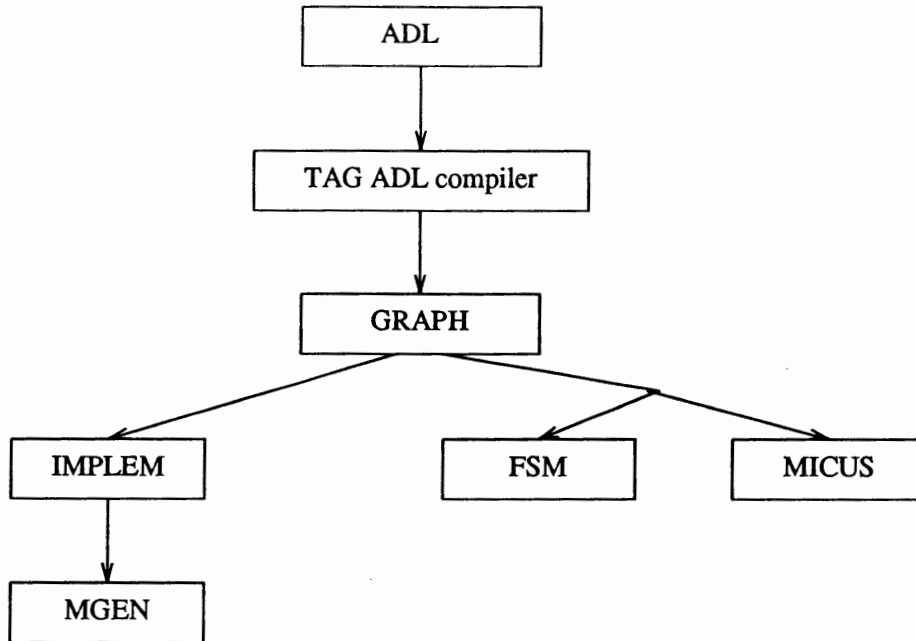 ADL
TAG ADL compiler
GRAPH
IMPLEM
FSM
MICUS
MGEN